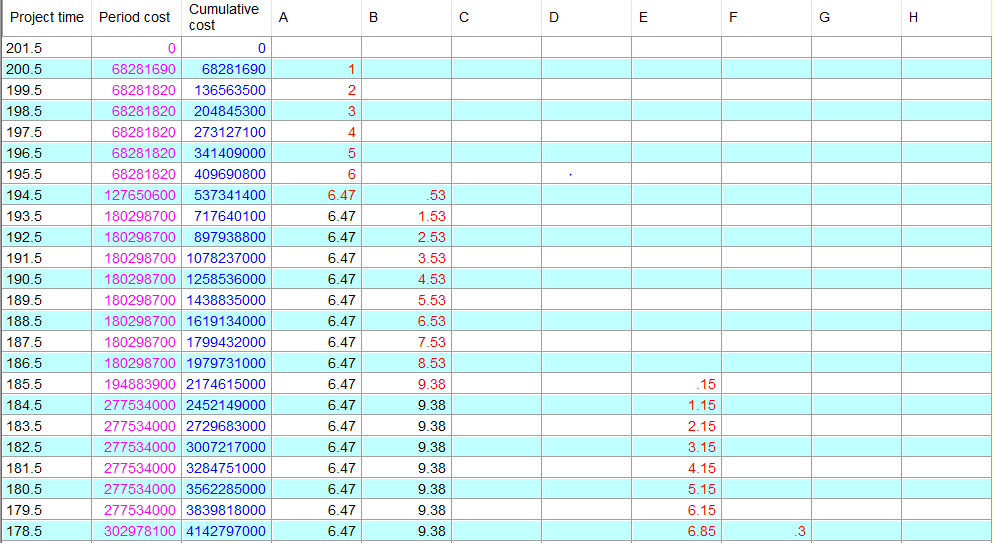 Project time Period cost Cumulative cost A B C D E F G H
201.5 0 0
200.5 68281690 68281690 1
199.5 68281820 136563500 2
198.5 68281820 204845300 3
197.5 68281820 273127100 4
196.5 68281820 341409000 5
195.5 68281820 409690800 6
194.5 127650600 537341400 6.47 .53
193.5 180298700 717640100 6.47 1.53
192.5 180298700 897938800 6.47 2.53
191.5 180298700 1078237000 6.47 3.53
190.5 180298700 1258536000 6.47 4.53
189.5 180298700 1438835000 6.47 5.53
188.5 180298700 1619134000 6.47 6.53
187.5 180298700 1799432000 6.47 7.53
186.5 180298700 1979731000 6.47 8.53
185.5 194883900 2174615000 6.47 9.38 .15
184.5 277534000 2452149000 6.47 9.38 1.15
183.5 277534000 2729683000 6.47 9.38 2.15
182.5 277534000 3007217000 6.47 9.38 3.15
181.5 277534000 3284751000 6.47 9.38 4.15
180.5 277534000 3562285000 6.47 9.38 5.15
179.5 277534000 3839818000 6.47 9.38 6.15
178.5 302978100 4142797000 6.47 9.38 6.85 .3